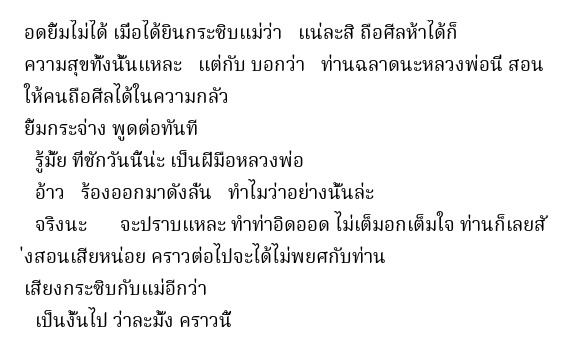 อดยิ้มไม่ได้ เมื่อได้ยินกระซิบแม่ว่า แน่ละสิ ถือศีลห้าได้ก็
ความสุขทั้งนั้นแหละ แต่กับ บอกว่า ท่านฉลาดนะหลวงพ่อนี่ สอน
ให้คนถือศีลได้ในความกลัว
ยิ้มกระจ่าง พูดต่อทันที
รู้มั้ย ที่ชักวันนี้น่ะ เป็นฝีมือหลวงพ่อ
อ้าว ร้องออกมาดังลั่น ทำไมว่าอย่างนั้นล่ะ
จริงนะ จะปราบแหละ ทำท่าอิดออด ไม่เต็มอกเต็มใจ ท่านก็เลยสั
่งสอนเสียหน่อย คราวต่อไปจะได้ไม่พยศกับท่าน
เสียงกระซิบกับแม่อีกว่า
เป็นงั้นไป ว่าละมั้ง คราวนี้